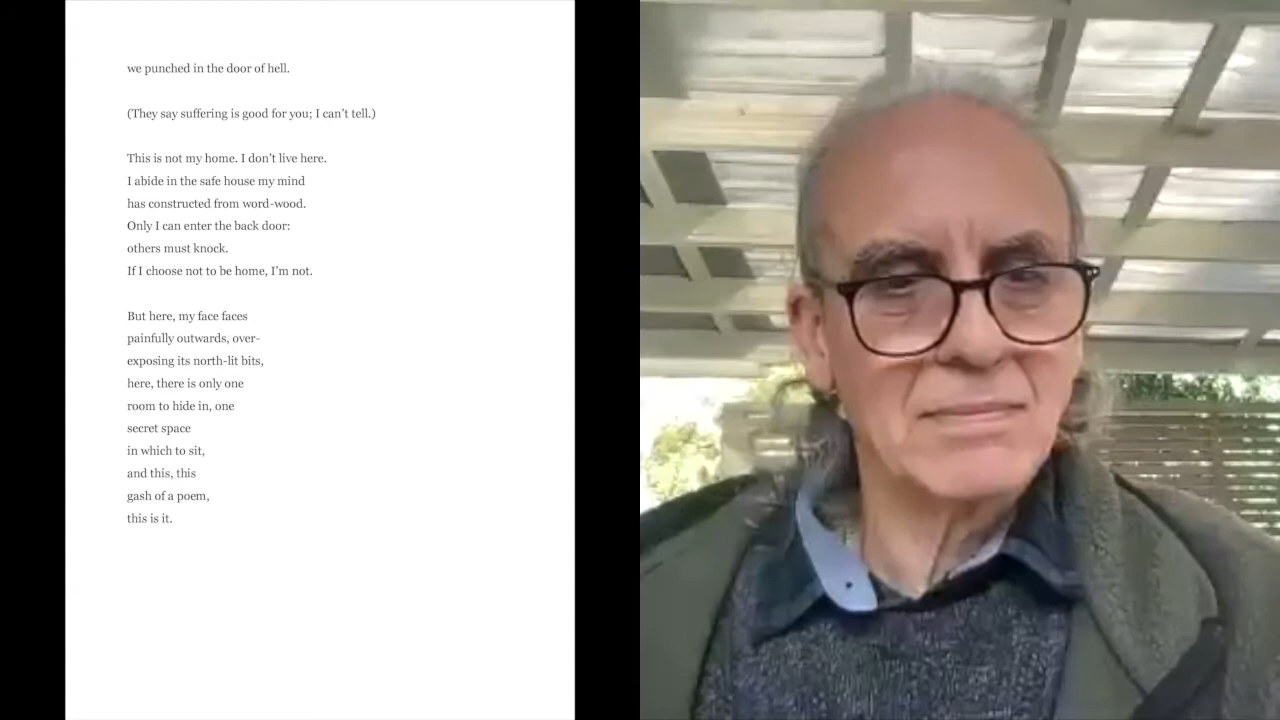 we punched in the door of hell.
(They say suffering is good for you; I can’t tell.)
This is not my home. I don’t live here.
I abide in the safe house my mind
has constructed from word-wood.
Only I can enter the back door:
others must knock.
If I choose not to be home, I’m not.
But here, my face faces
painfully outwards, over-
exposing its north-lit bits,
here, there is only one
room to hide in, one
secret space
in which to sit,
and this, this
gash of a poem,
this is it.